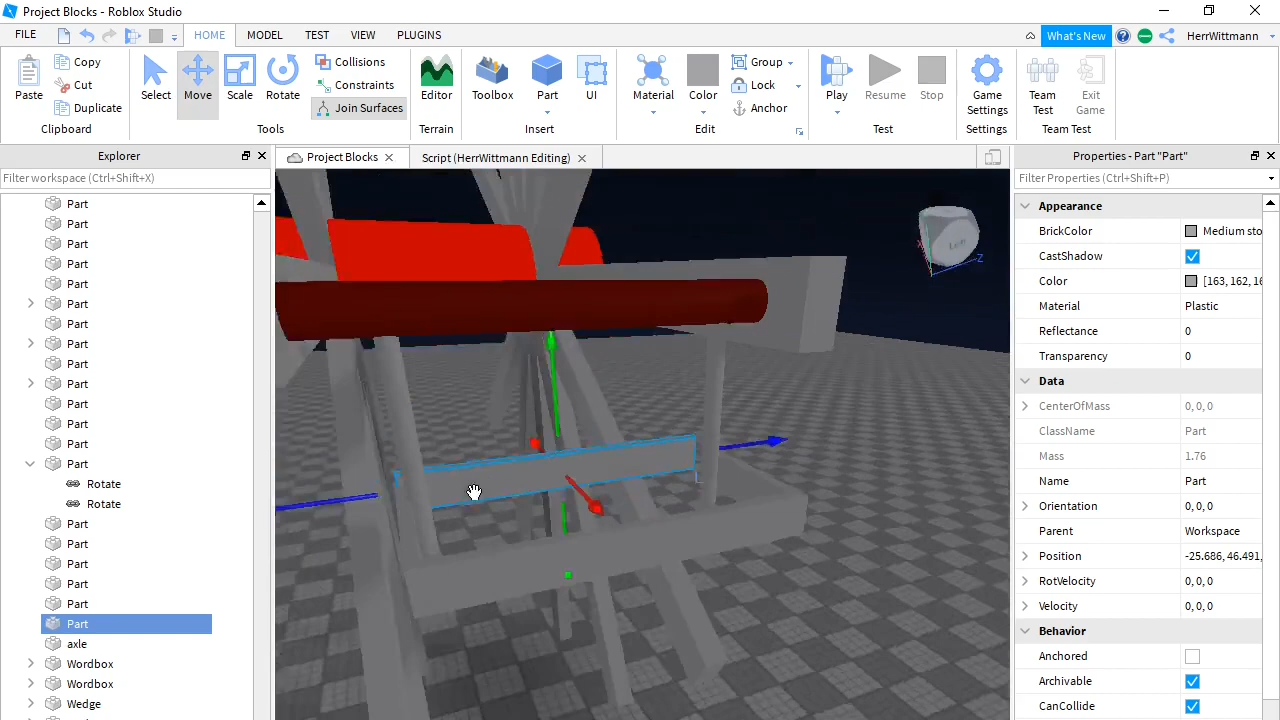 Project Blocks - Roblox Studio
FILE HOME MODEL TEST VIEW PLUGINS What's New HerrWittmann
Paste Copy Cut Duplicate Select Move Scale Rotate Collisions Constraints Join Surfaces Editor Toolbox Part UI Material Color Group Lock Anchor Play Resume Stop Game Settings Team Test Exit Game
Clipboard Tools Terrain Insert Edit Test Settings Team Test
Explorer
Filter workspace (Ctrl+Shift+X)
Part
Part
Part
Part
Part
Part
Part
Part
Part
Part
Part
Part
Part
Part
Rotate
Rotate
Part
Part
Part
Part
Part
Part
axle
Wordbox
Wordbox
Wedge
Project Blocks Script (HerrWittmann Editing)
Left
X
Z
Properties - Part "Part"
Filter Properties (Ctrl+Shift+P)
Appearance
BrickColor Medium sto
CastShadow
Color [163, 162, 16
Material Plastic
Reflectance 0
Transparency 0
Data
CenterOfMass 0, 0, 0
ClassName Part
Mass 1.76
Name Part
Orientation 0, 0, 0
Parent Workspace
Position -25.686, 46.491,
RotVelocity 0, 0, 0
Velocity 0, 0, 0
Behavior
Anchored
Archivable
CanCollide